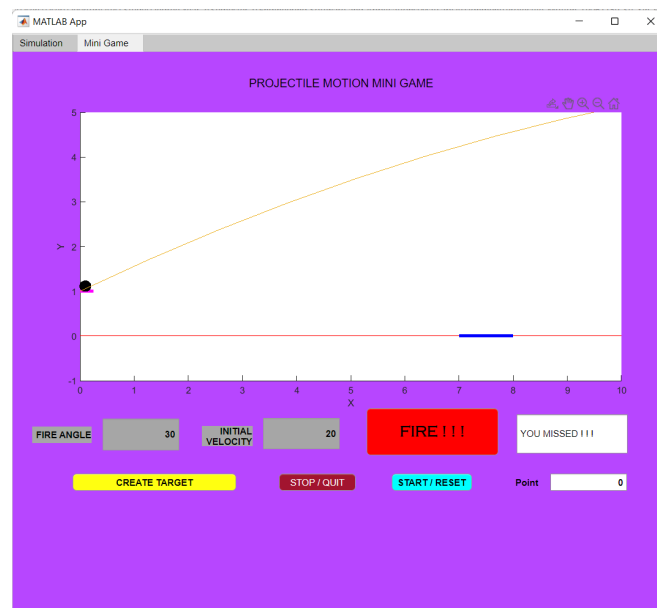 MATLAB App
Simulation Mini Game
PROJECTILE MOTION MINI GAME
5
4
3
Y 2
1
0
-1
0 1 2 3 4 5 6 7 8 9 10
X
FIRE ANGLE 30
INITIAL
VELOCITY 20
FIRE ! ! !
YOU MISSED ! ! !
CREATE TARGET
STOP / QUIT
START / RESET
Point 0